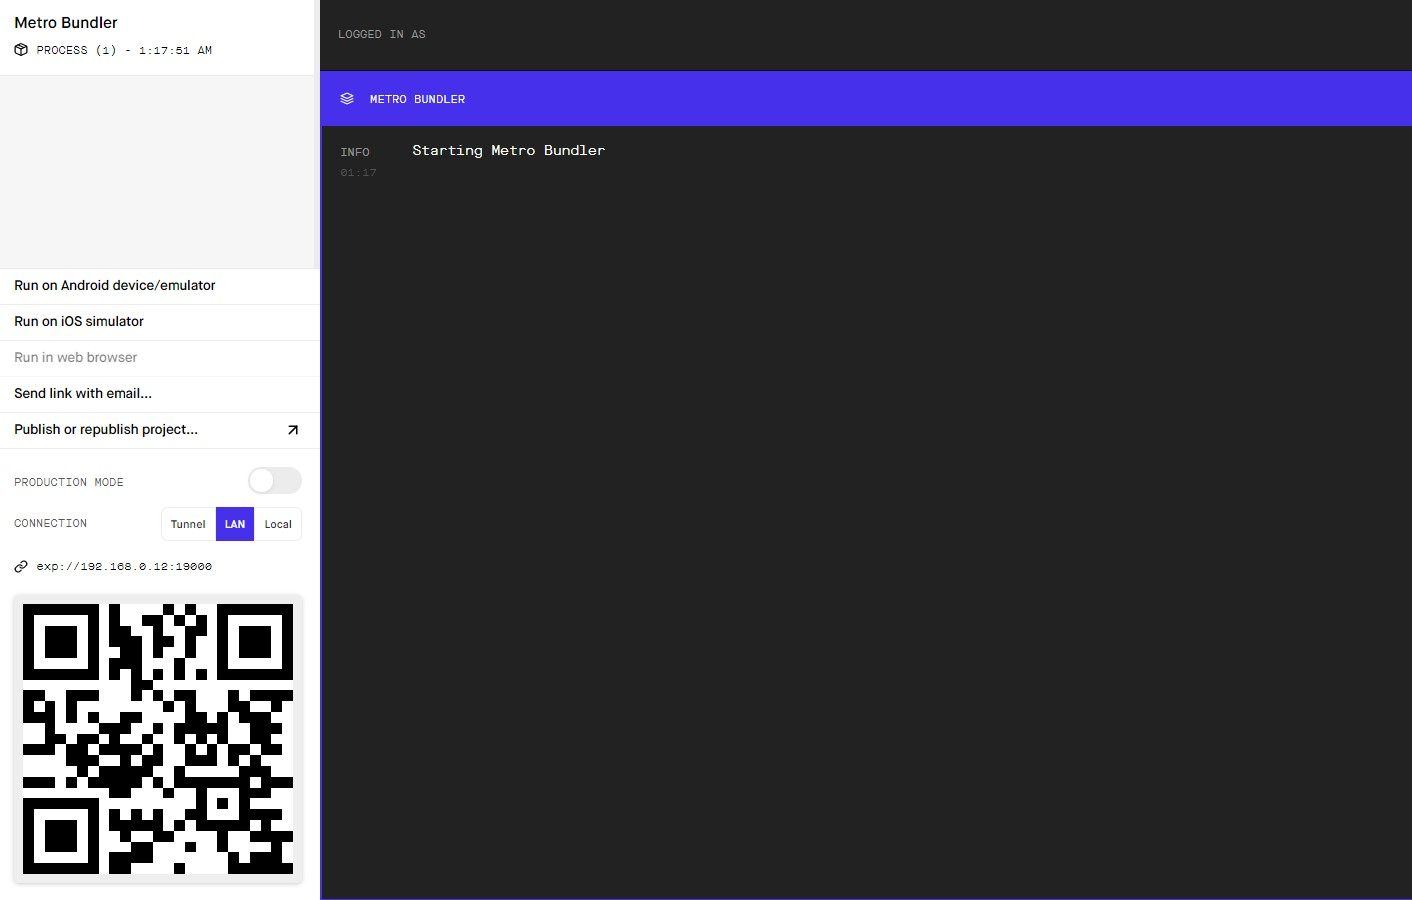 Metro Bundler
PROCESS (1) - 1:17:51 AM
Run on Android device/emulator
Run on iOS simulator
Run in web browser
Send link with email...
Publish or republish project...
PRODUCTION MODE
CONNECTION
Tunnel
LAN
Local
exp://192.168.0.12:19000
LOGGED IN AS
METRO BUNDLER
INFO
Starting Metro Bundler
01:17